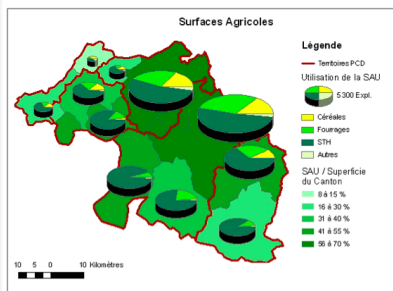 Surfaces Agricoles
Légende
Territoires PCD
Utilisation de la SAU
5 300 Expl.
Céréales
Fourrages
STH
Autres
SAU / Superficie
du Canton
8 à 15 %
16 à 30 %
31 à 40 %
41 à 55 %
56 à 70 %
10 5 0 10 Kilomètres